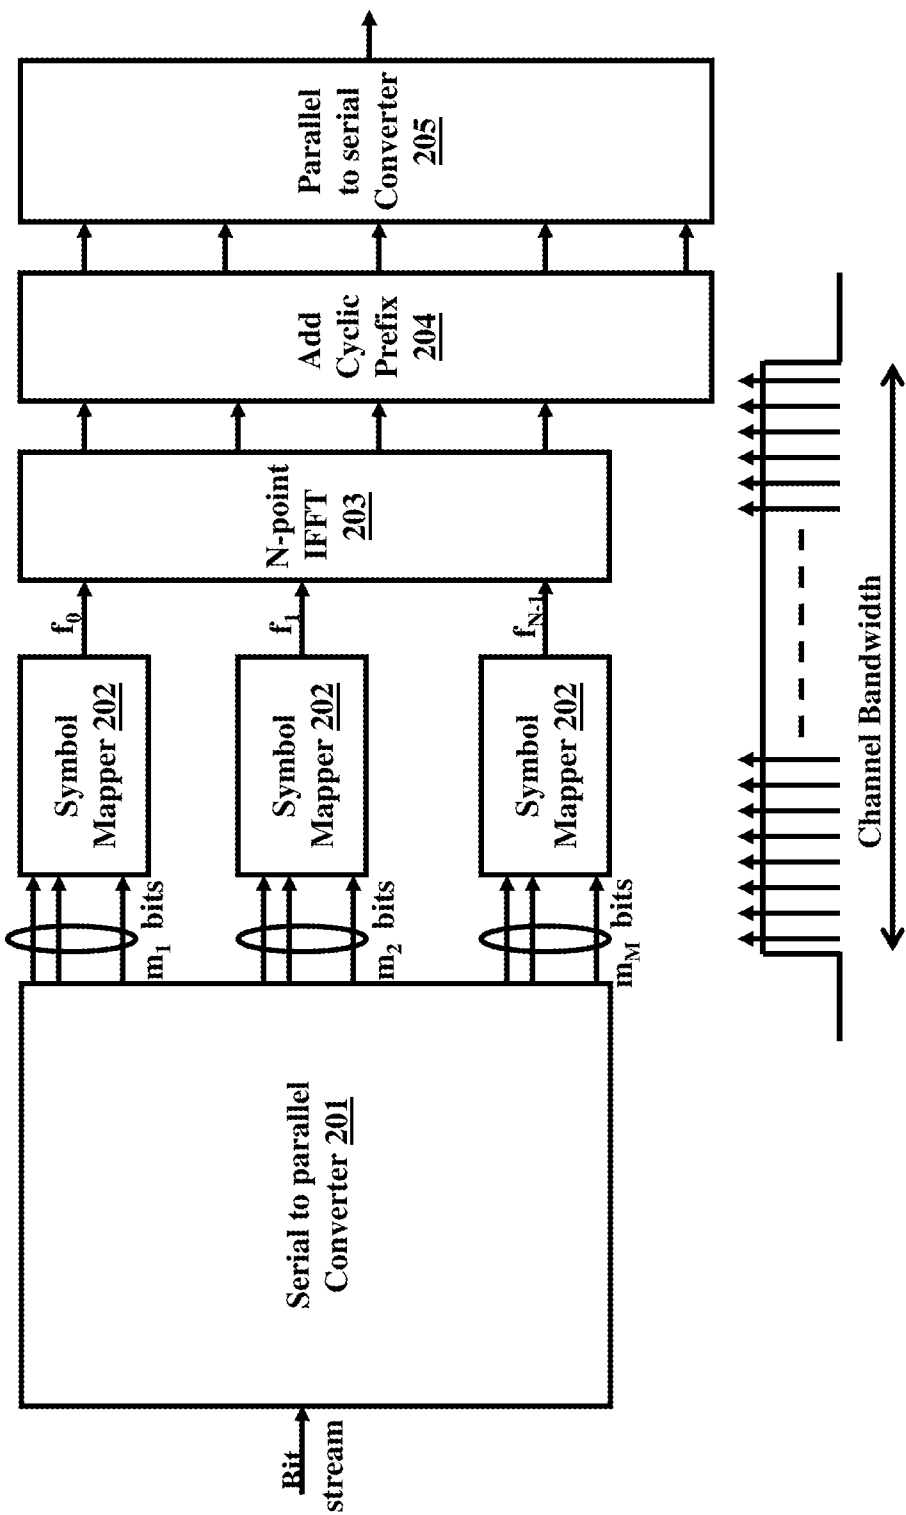 Bit
stream
Serial to parallel
Converter 201
m1 bits
m2 bits
mM bits
Symbol
Mapper 202
Symbol
Mapper 202
Symbol
Mapper 202
f0
f1
fN-1
N-point
IFFT
203
Add
Cyclic
Prefix
204
Parallel
to serial
Converter
205
Channel Bandwidth